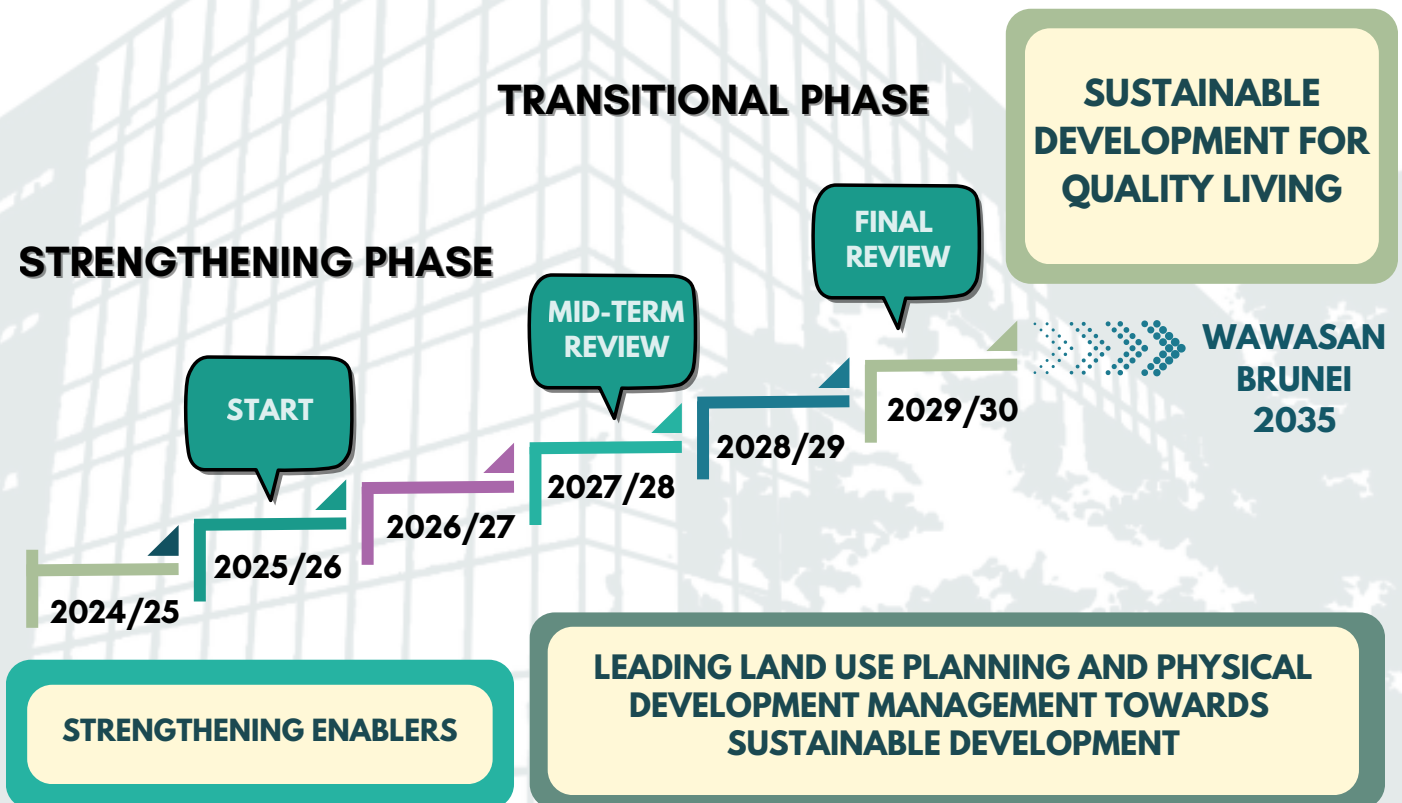 TRANSITIONAL PHASE
SUSTAINABLE
DEVELOPMENT FOR
QUALITY LIVING
STRENGTHENING PHASE
FINAL
REVIEW
MID-TERM
REVIEW
START
WAWASAN
BRUNEI
2035
2029/30
2028/29
2027/28
2026/27
2025/26
2024/25
STRENGTHENING ENABLERS
LEADING LAND USE PLANNING AND PHYSICAL
DEVELOPMENT MANAGEMENT TOWARDS
SUSTAINABLE DEVELOPMENT